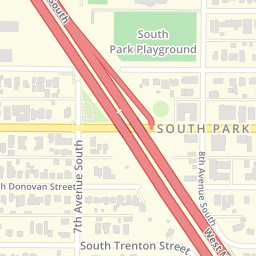 South
South
Park Playground
SOUTH PARK
7th Avenue South
8th Avenue South
h Donovan Street
South Trenton Street
West M